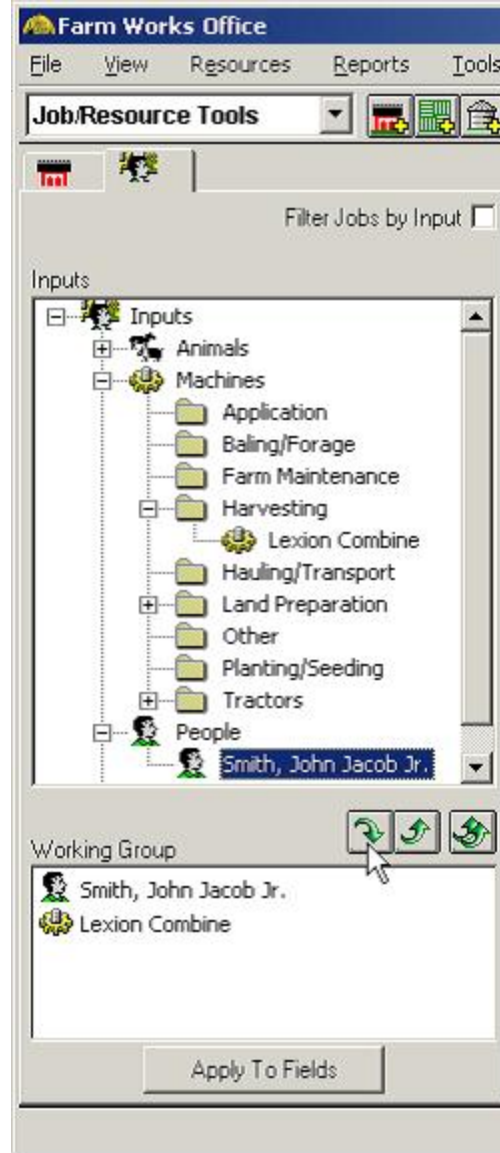 Farm Works Office
File View Resources Reports Tools
Job/Resource Tools
Filter Jobs by Input
Inputs
Inputs
Animals
Machines
Application
Baling/Forage
Farm Maintenance
Harvesting
Lexion Combine
Hauling/Transport
Land Preparation
Other
Planting/Seeding
Tractors
People
Smith, John Jacob Jr.
Working Group
Smith, John Jacob Jr.
Lexion Combine
Apply To Fields